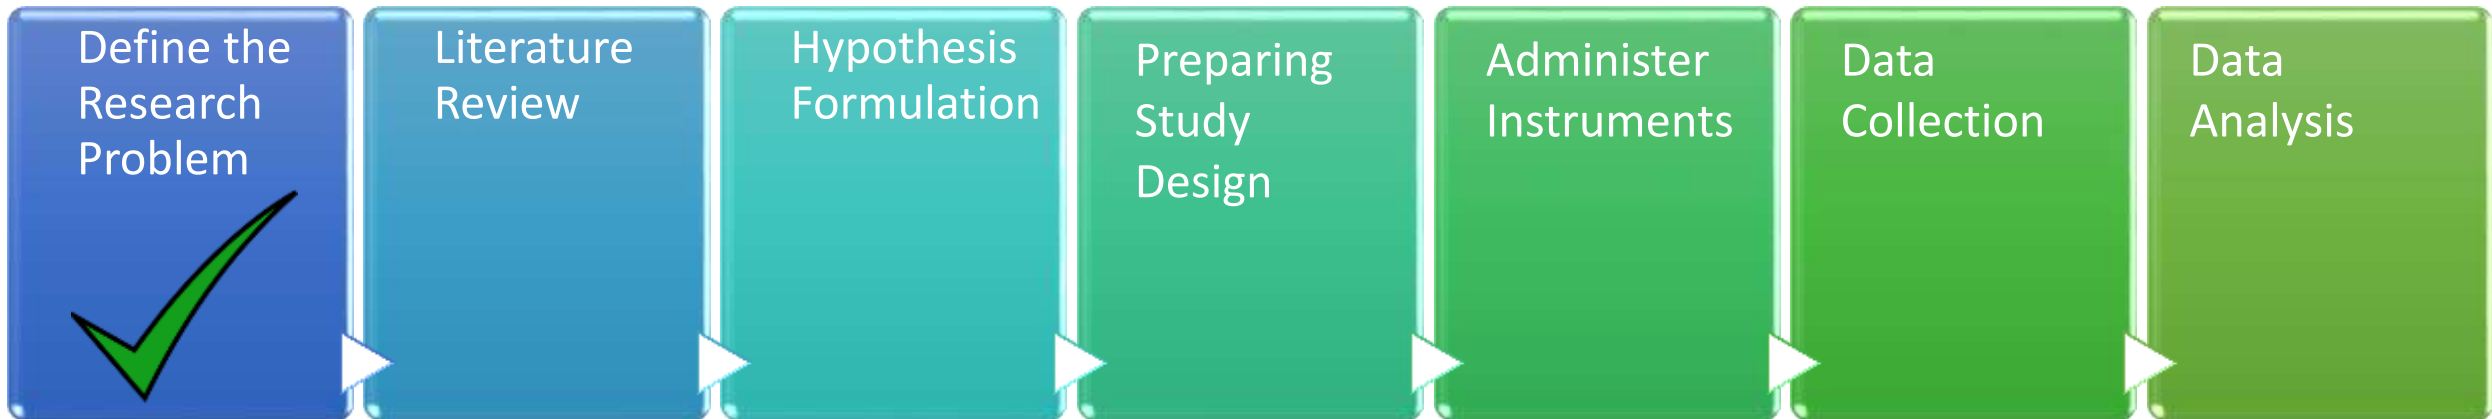 Define the
Research
Problem
Literature
Review
Hypothesis
Formulation
Preparing
Study
Design
Administer
Instruments
Data
Collection
Data
Analysis